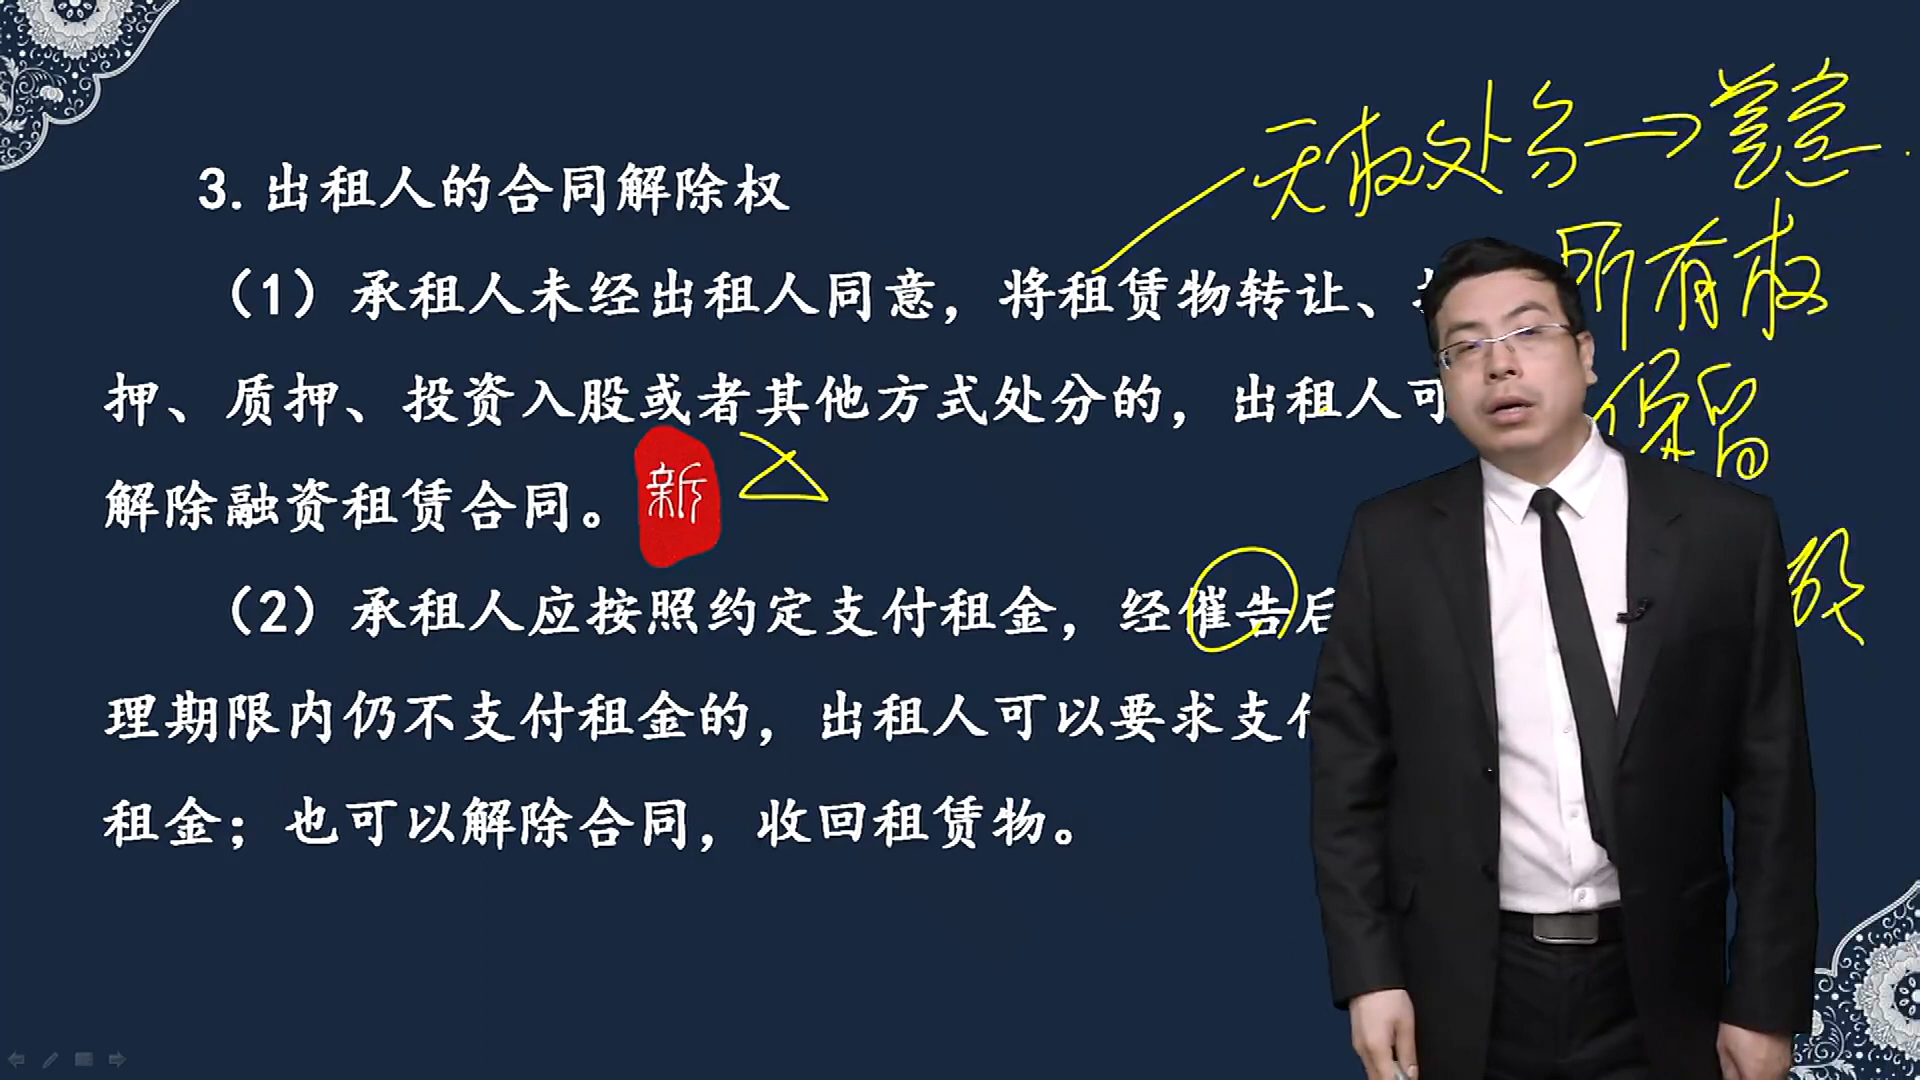 3. 出租人的合同解除权
（1）承租人未经出租人同意，将租赁物转让、
押、质押、投资入股或者其他方式处分的，出租人可
解除融资租赁合同。
新
（2）承租人应按照约定支付租金，经催告后
理期限内仍不支付租金的，出租人可以要求支付
租金；也可以解除合同，收回租赁物。
无权处分→善意
所有权
保留